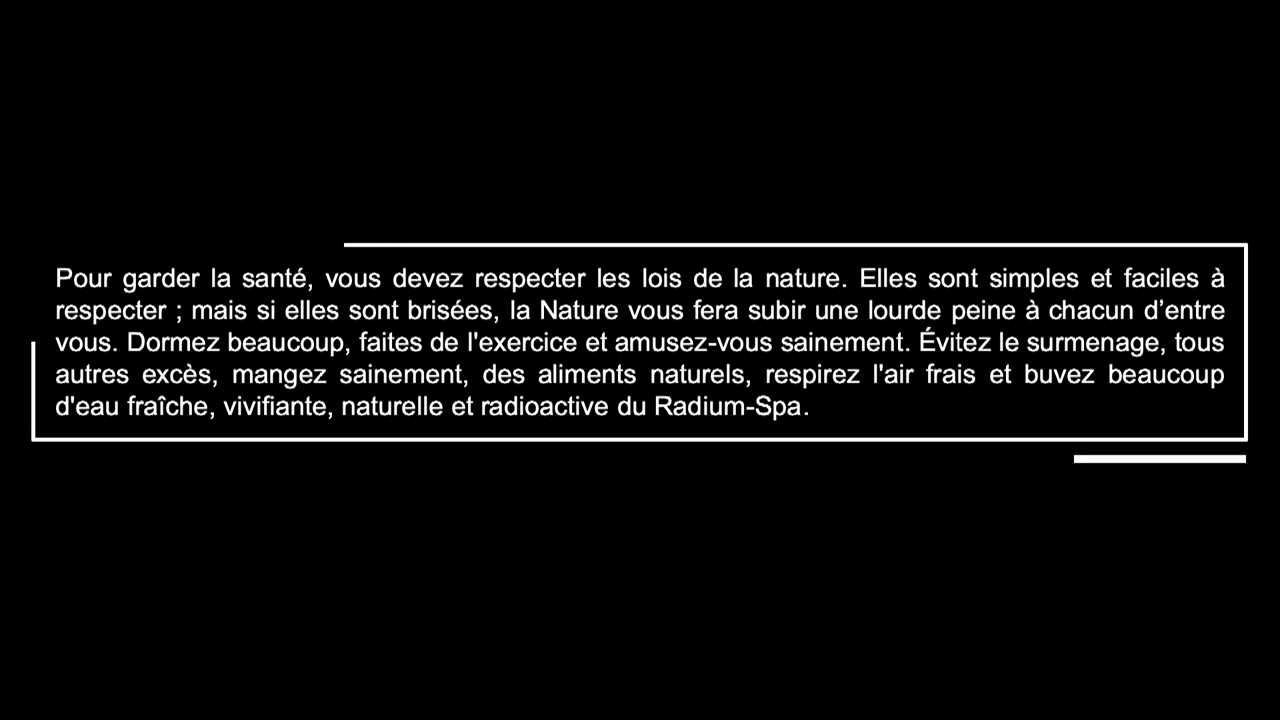 Pour garder la santé, vous devez respecter les lois de la nature. Elles sont simples et faciles à
respecter ; mais si elles sont brisées, la Nature vous fera subir une lourde peine à chacun d’entre
vous. Dormez beaucoup, faites de l'exercice et amusez-vous sainement. Évitez le surmenage, tous
autres excès, mangez sainement, des aliments naturels, respirez l'air frais et buvez beaucoup
d'eau fraîche, vivifiante, naturelle et radioactive du Radium-Spa.